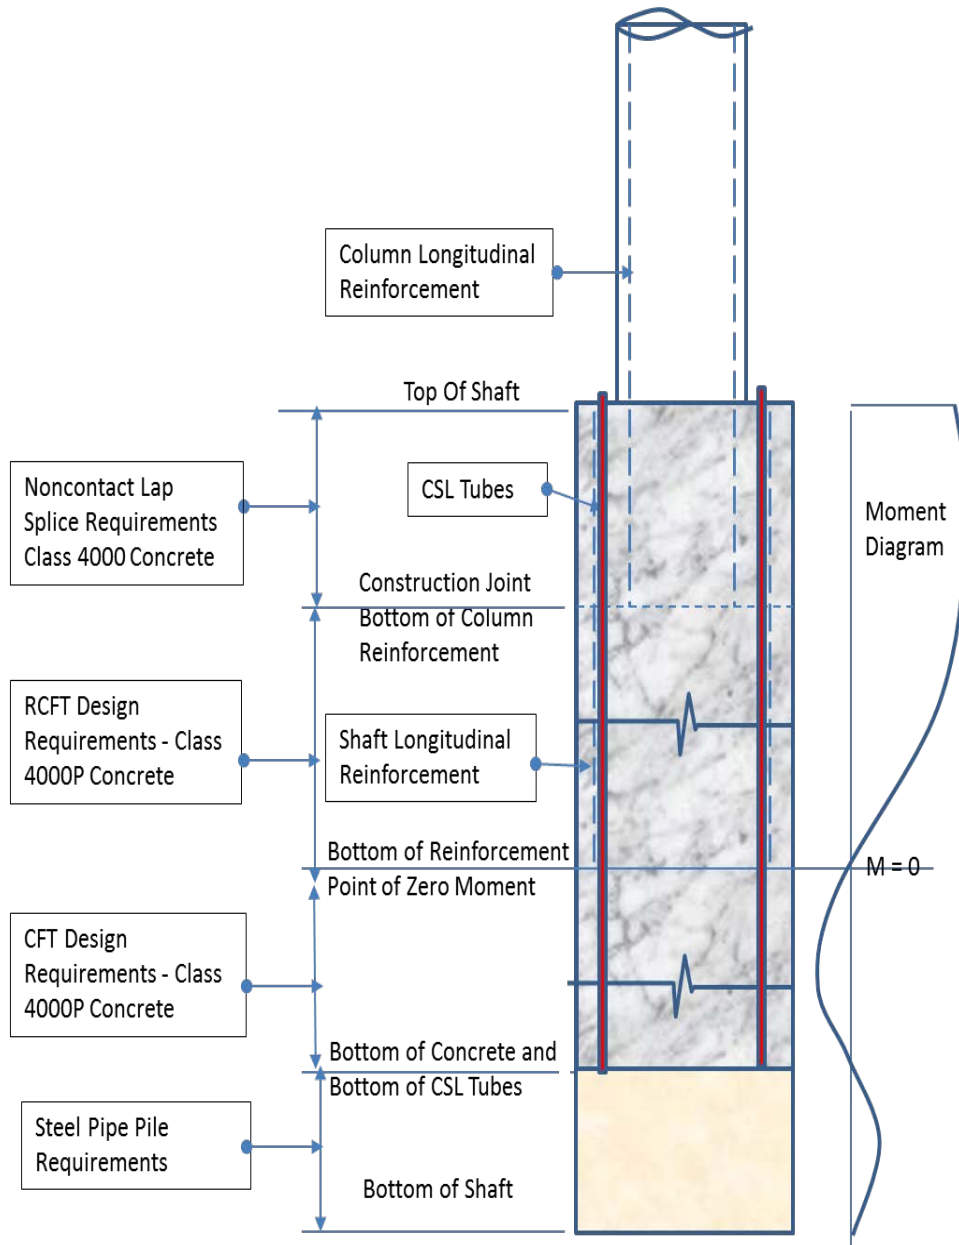 Column Longitudinal
Reinforcement
Top Of Shaft
Noncontact Lap
Splice Requirements
Class 4000 Concrete
CSL Tubes
Moment
Diagram
Construction Joint
Bottom of Column
Reinforcement
RCFT Design
Requirements - Class
4000P Concrete
Shaft Longitudinal
Reinforcement
Bottom of Reinforcement
Point of Zero Moment
M = 0
CFT Design
Requirements - Class
4000P Concrete
Bottom of Concrete and
Bottom of CSL Tubes
Steel Pipe Pile
Requirements
Bottom of Shaft